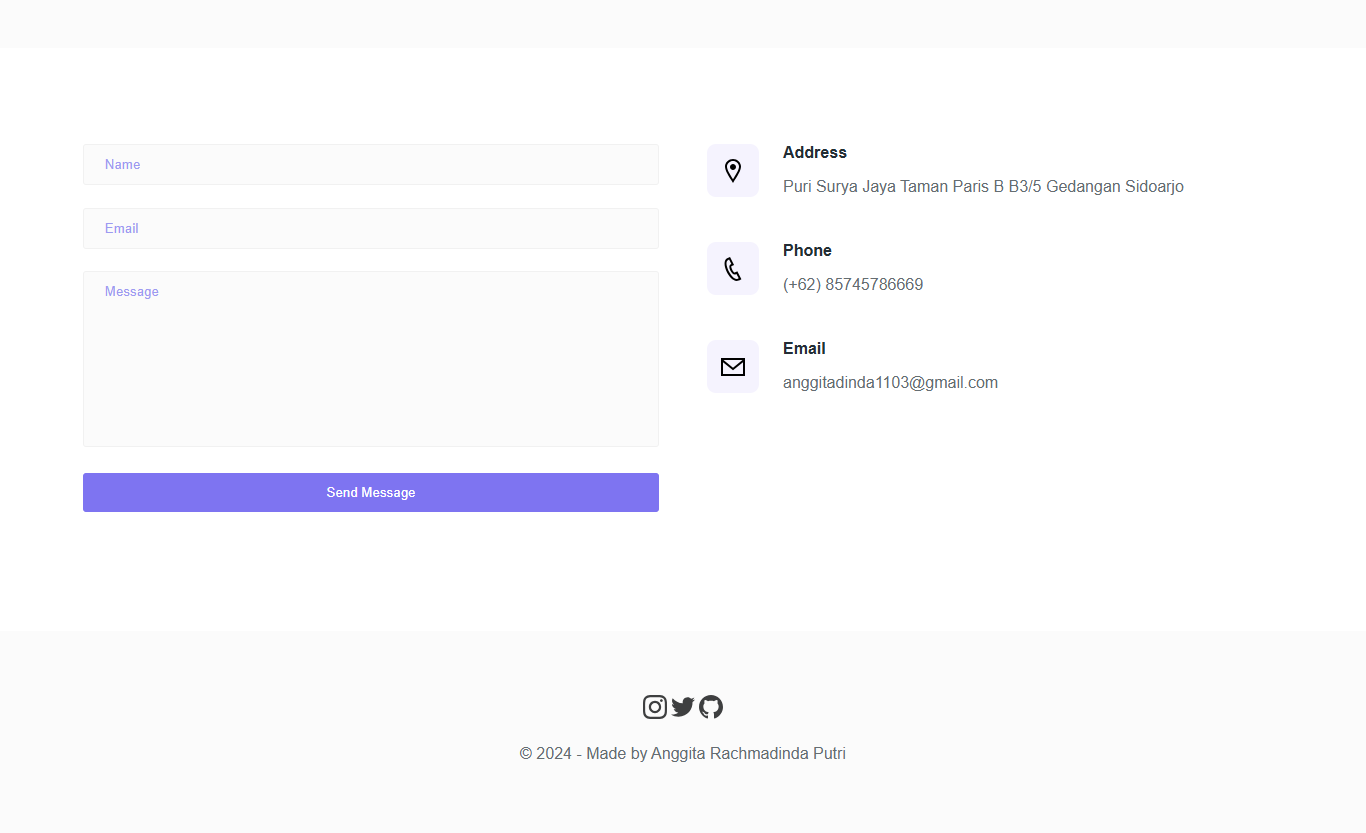 Name
Email
Message
Send Message
Address
Puri Surya Jaya Taman Paris B B3/5 Gedangan Sidoarjo
Phone
(+62) 85745786669
Email
anggitadinda1103@gmail.com
© 2024 - Made by Anggita Rachmadinda Putri